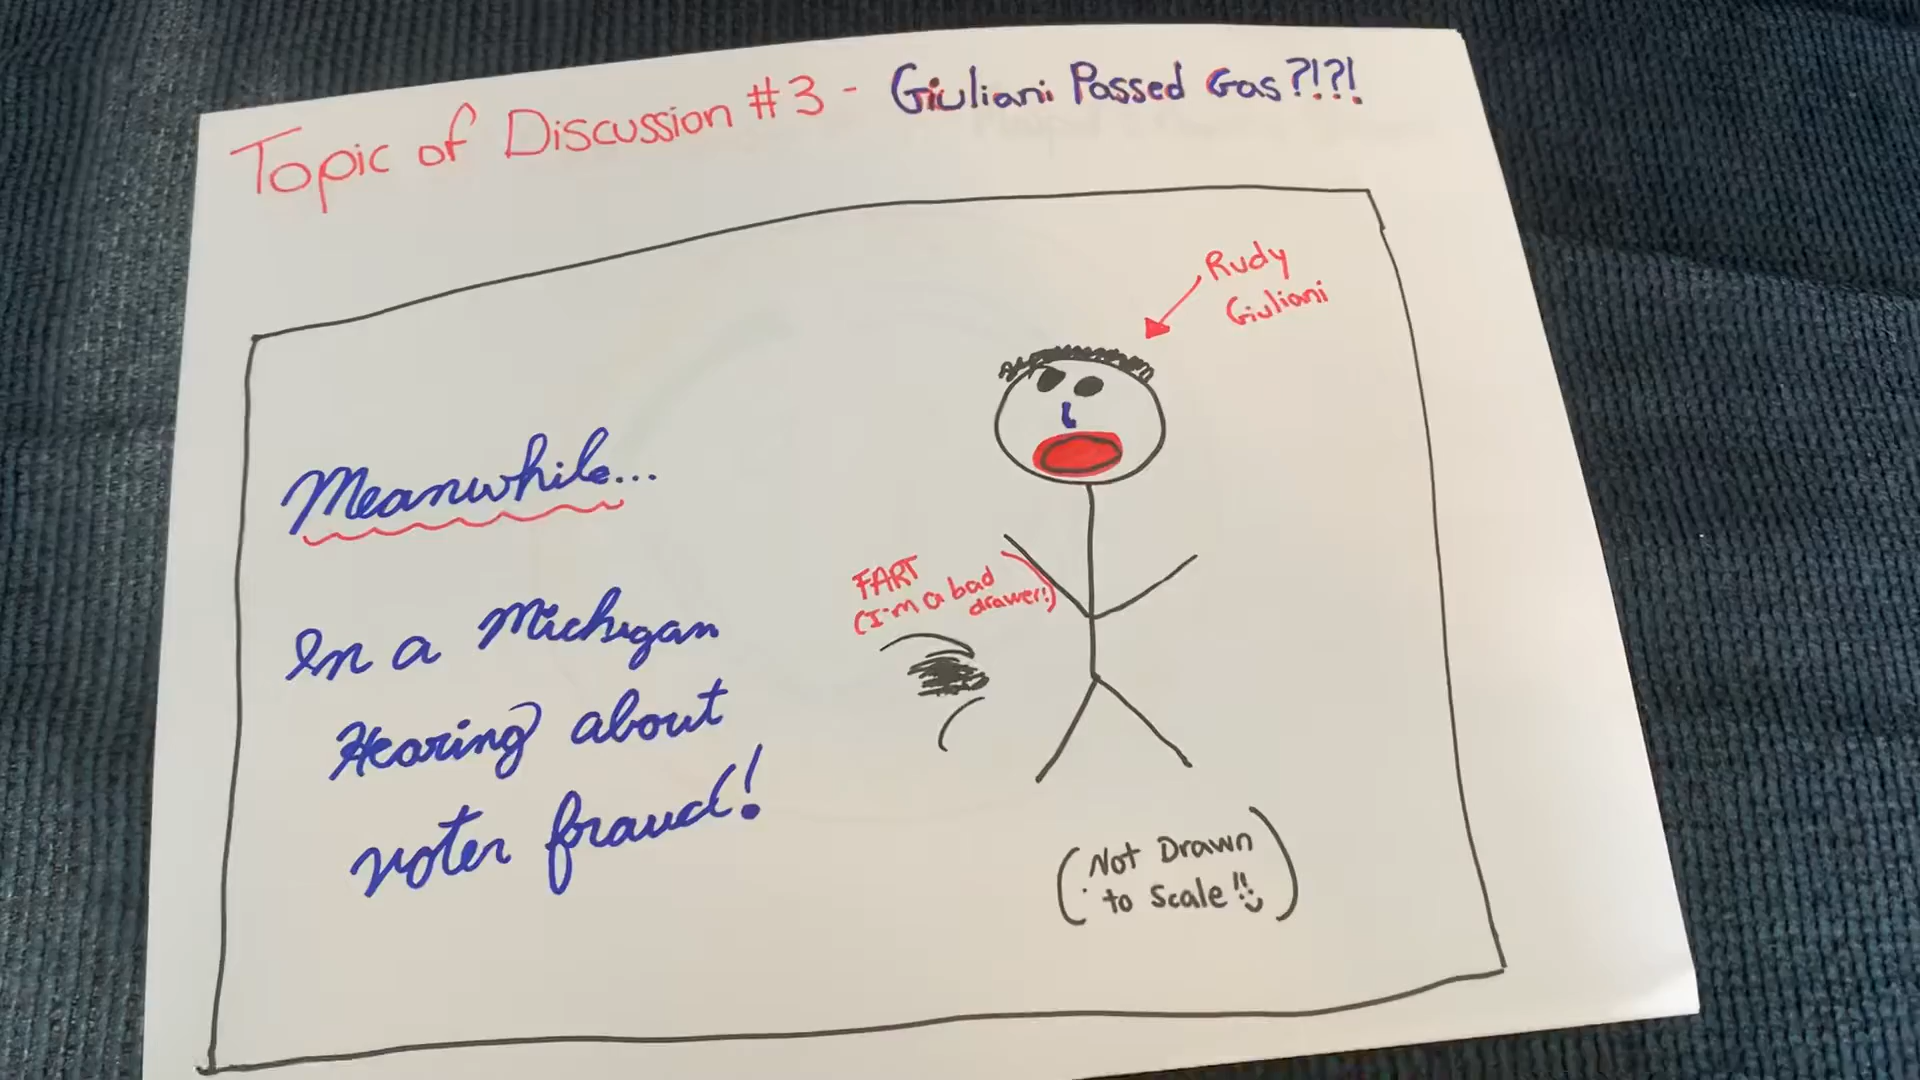 Topic of Discussion #3 - Giuliani Passed Gas?!?!
Rudy
Giuliani
Meanwhile...
In a Michigan
Hearing about
voter fraud!
FART
(I'm a bad
drawer!)
(Not Drawn
to Scale!!)